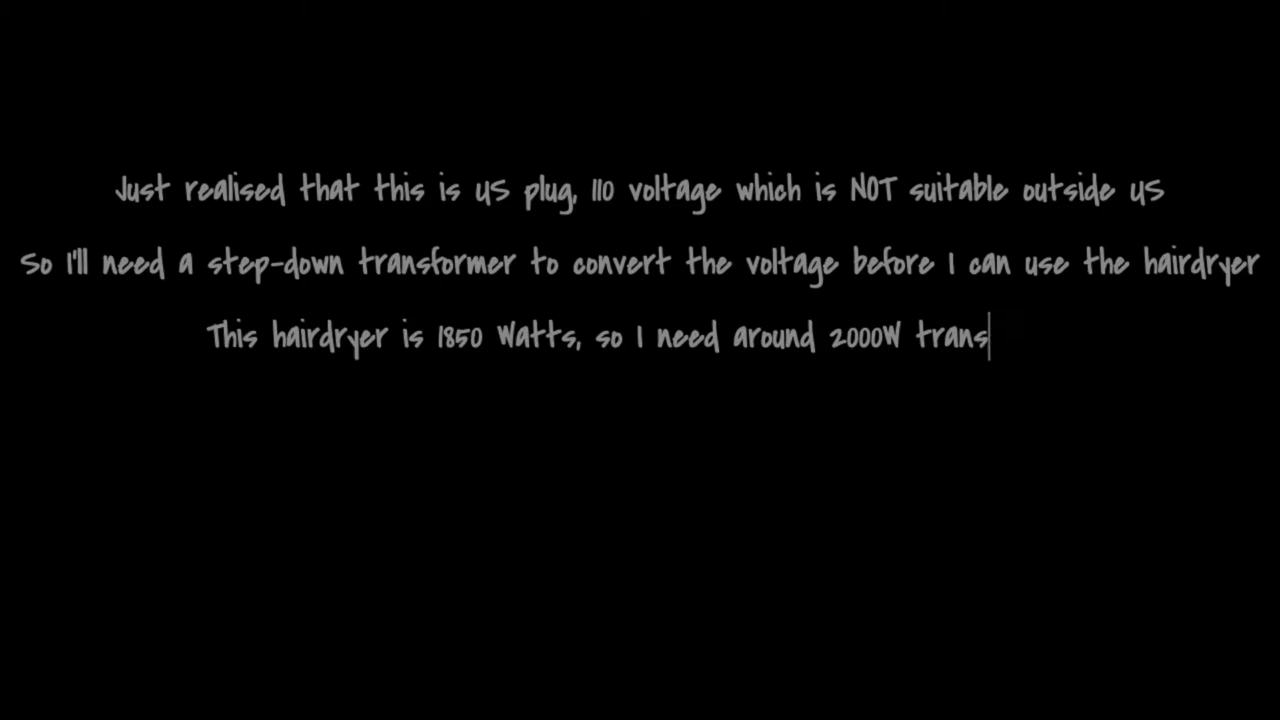 Just realised that this is US plug, 110 voltage which is NOT suitable outside US
So I'll need a step-down transformer to convert the voltage before I can use the hairdryer
This hairdryer is 1850 Watts, so I need around 2000W trans